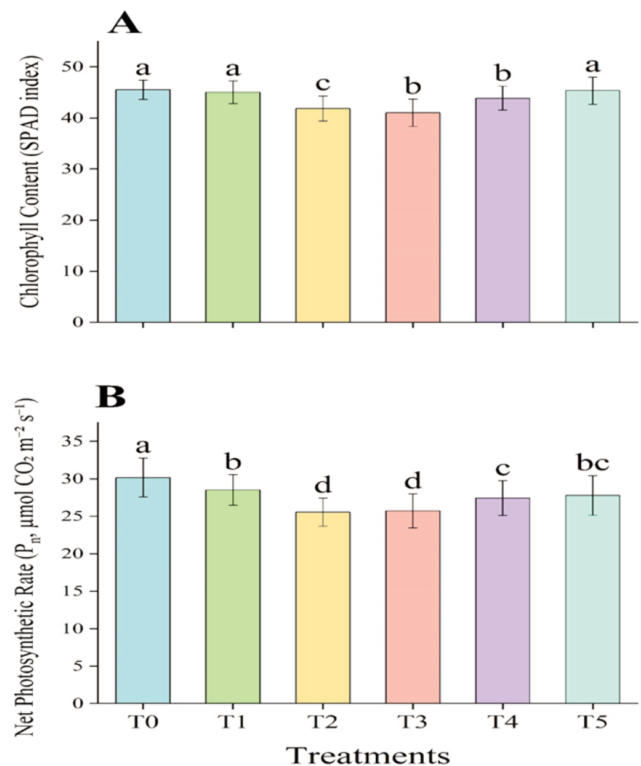 A
Chlorophyll Content (SPAD index)
50
40
30
20
10
0
a
a
c
b
b
a
B
Net Photosynthetic Rate (Pn, μmol CO₂ m⁻² s⁻¹)
35
30
25
20
15
10
5
0
a
b
d
d
c
bc
T0 T1 T2 T3 T4 T5
Treatments